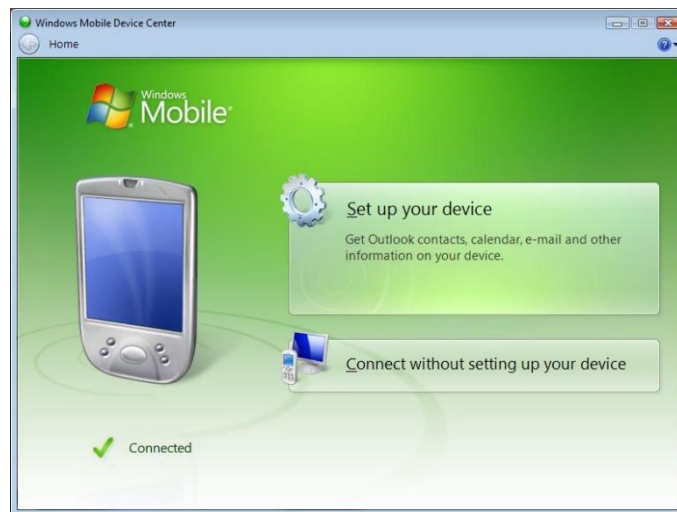 Windows Mobile Device Center
Home
Windows
Mobile®
Set up your device
Get Outlook contacts, calendar, e-mail and other
information on your device.
Connect without setting up your device
Connected